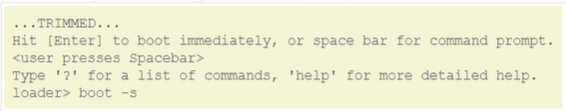 ...TRIMMED...
Hit [Enter] to boot immediately, or space bar for command prompt.
<user presses Spacebar>
Type '?' for a list of commands, 'help' for more detailed help.
loader> boot -s